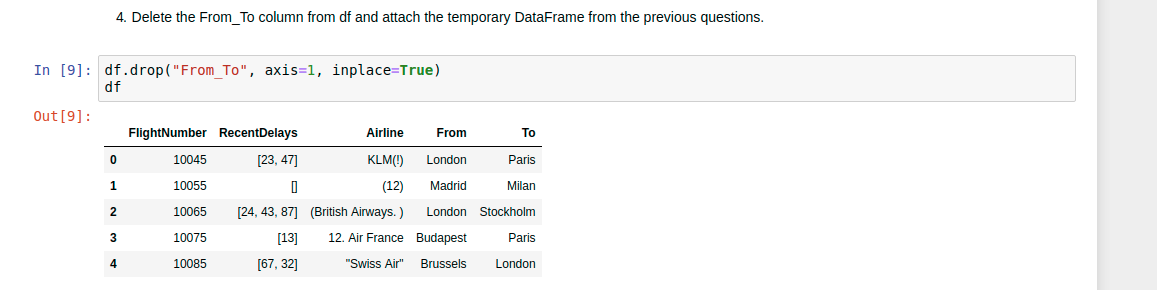 4. Delete the From_To column from df and attach the temporary DataFrame from the previous questions.
In [9]: df.drop("From_To", axis=1, inplace=True)
df
Out[9]:
FlightNumber RecentDelays Airline From To
0 10045 [23, 47] KLM(!) London Paris
1 10055 [] (12) Madrid Milan
2 10065 [24, 43, 87] (British Airways. ) London Stockholm
3 10075 [13] 12. Air France Budapest Paris
4 10085 [67, 32] "Swiss Air" Brussels London